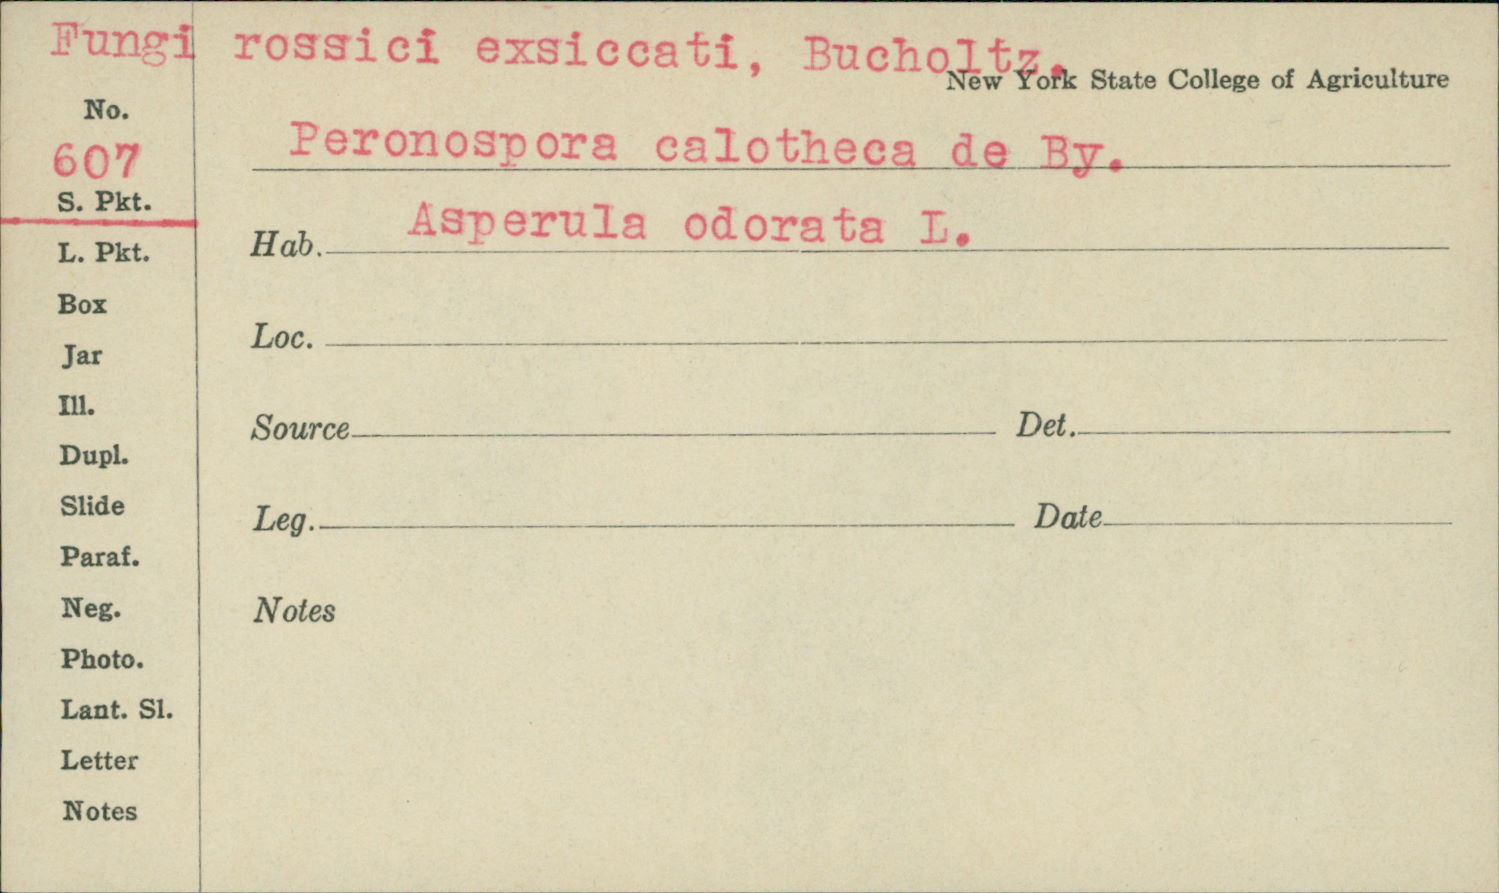 Fungi rossici exsiccati, Bucholtz.
New York State College of Agriculture
No.
607
Peronospora calotheca de By.
S. Pkt.
Hab. Asperula odorata L.
L. Pkt.
Box
Loc.
Jar
Ill.
Source Det.
Dupl.
Slide
Leg. Date
Paraf.
Neg.
Notes
Photo.
Lant. Sl.
Letter
Notes